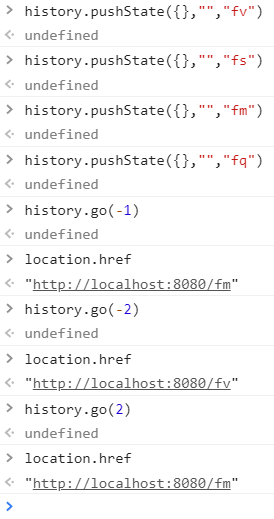 > history.pushState({},"","fv")
<· undefined
> history.pushState({},"","fs")
<· undefined
> history.pushState({},"","fm")
<· undefined
> history.pushState({},"","fq")
<· undefined
> history.go(-1)
<· undefined
> location.href
<· "http://localhost:8080/fm"
> history.go(-2)
<· undefined
> location.href
<· "http://localhost:8080/fv"
> history.go(2)
<· undefined
> location.href
<· "http://localhost:8080/fm"
>